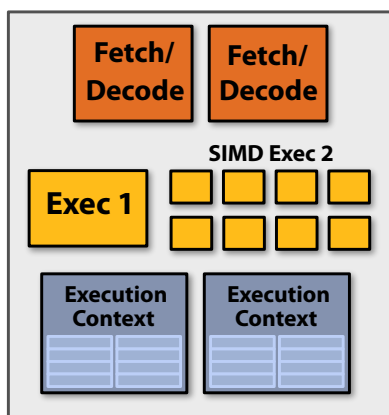 Fetch/
Decode
Fetch/
Decode
SIMD Exec 2
Exec 1
Execution
Context
Execution
Context